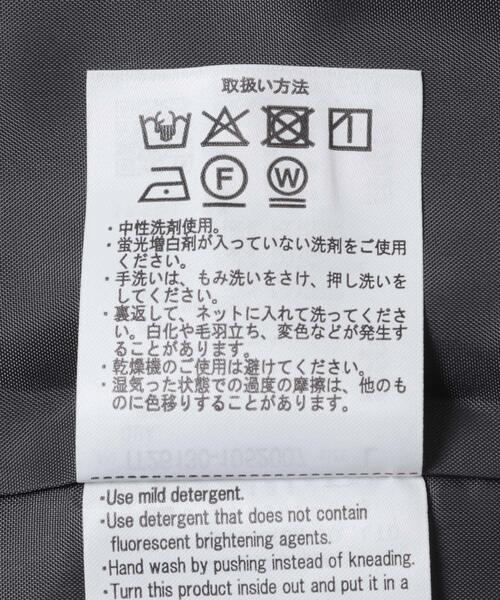 取扱い方法
F W
・中性洗剤使用。
・蛍光増白剤が入っていない洗剤をご使用
ください。
・手洗いは、もみ洗いをさけ、押し洗いを
してください。
・裏返して、ネットに入れて洗ってくださ
い。白化や毛羽立ち、変色などが発生す
ることがあります。
・乾燥機のご使用は避けてください。
・湿気った状態での過度の摩擦は、他のも
のに色移りすることがあります。
・Use mild detergent.
・Use detergent that does not contain
fluorescent brightening agents.
・Hand wash by pushing instead of kneading.
・Turn this product inside out and put it in a